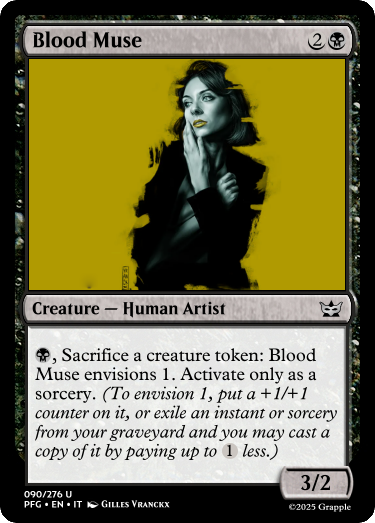 Blood Muse 2
, Sacrifice a creature token: Blood
Muse envisions 1. Activate only as a
sorcery. (To envision 1, put a +1/+1
counter on it, or exile an instant or sorcery
from your graveyard and you may cast a
copy of it by paying up to 1 less.)
Creature — Human Artist
3/2
090/276 U
PFG • EN • IT Gilles Vranckx
©2025 Grapple